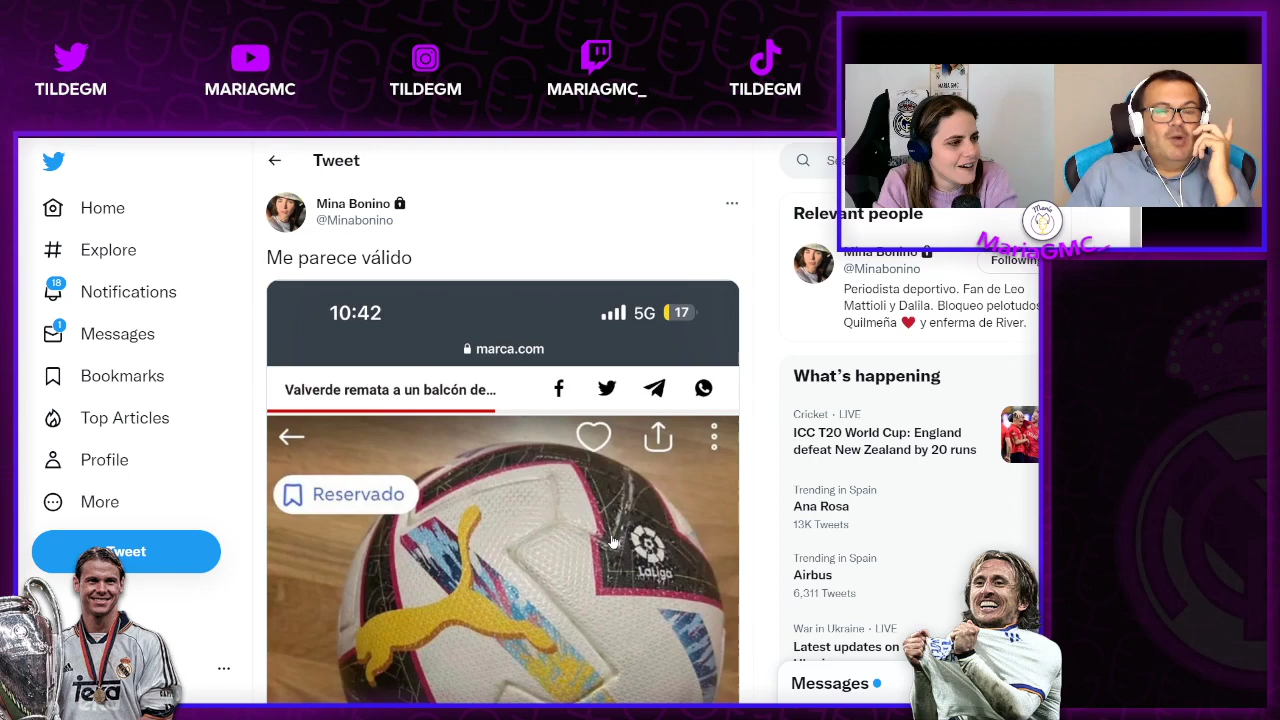 TILDEGM
MARIAGMC
TILDEGM
MARIAGMC_
TILDEGM
Tweet
Home
Explore
18
Notifications
1
Messages
Bookmarks
Top Articles
Profile
More
Tweet
Mina Bonino
@Minabonino
Me parece válido
10:42
5G
17
marca.com
Valverde remata a un balcón de...
Reservado
LaLiga
Relevant people
MariaGMC_
Mina Bonino
@Minabonino
Following
Periodista deportivo. Fan de Leo
Mattioli y Dalila. Bloqueo pelotudos
Quilmeña ❤️ y enferma de River.
What's happening
Cricket · LIVE
ICC T20 World Cup: England
defeat New Zealand by 20 runs
Trending in Spain
Ana Rosa
13K Tweets
Trending in Spain
Airbus
6,311 Tweets
War in Ukraine · LIVE
Latest updates on
Messages
Teka